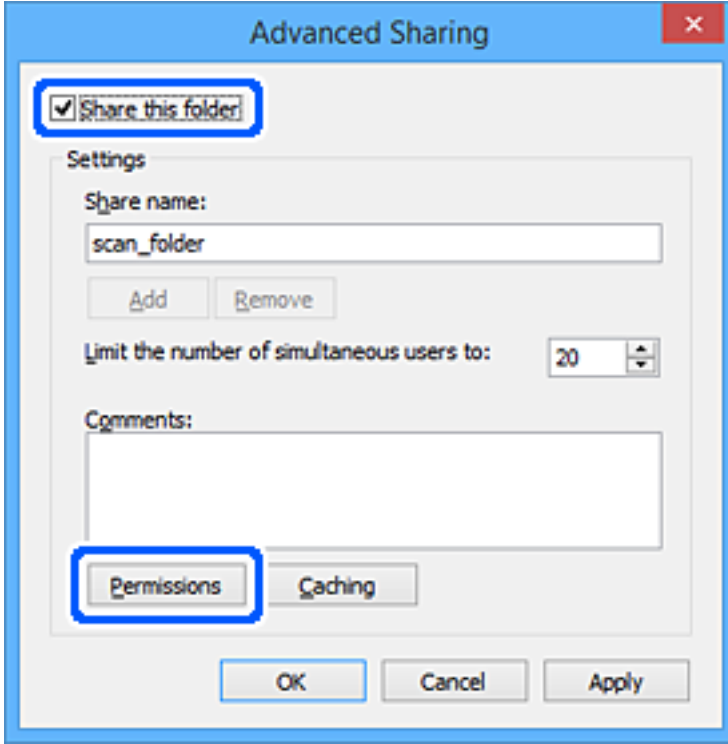 Advanced Sharing
Share this folder
Settings
Share name:
scan_folder
Add Remove
Limit the number of simultaneous users to: 20
Comments:
Permissions Caching
OK Cancel Apply